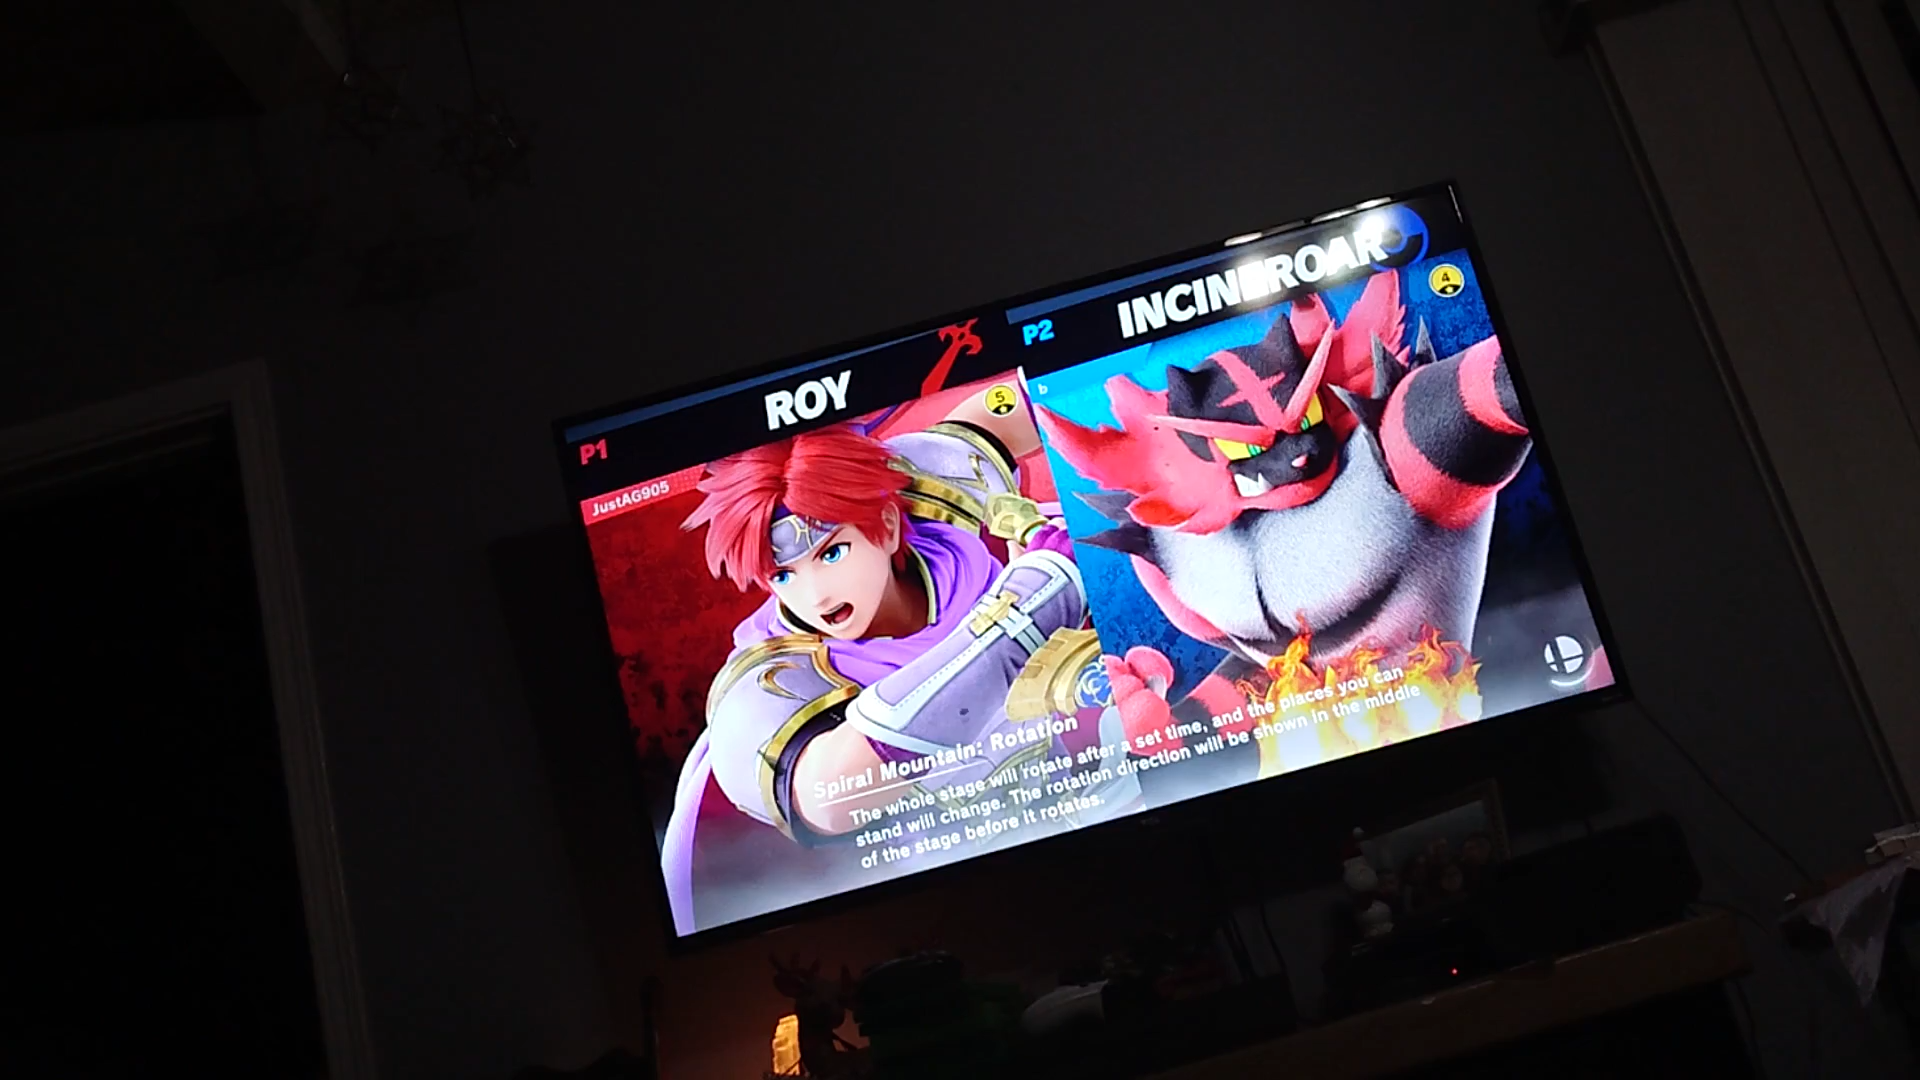 ROY
P1
JustAG905
5
INCINEROAR
P2
b
4
Spiral Mountain: Rotation
The whole stage will rotate after a set time, and the places you can
stand will change. The rotation direction will be shown in the middle
of the stage before it rotates.